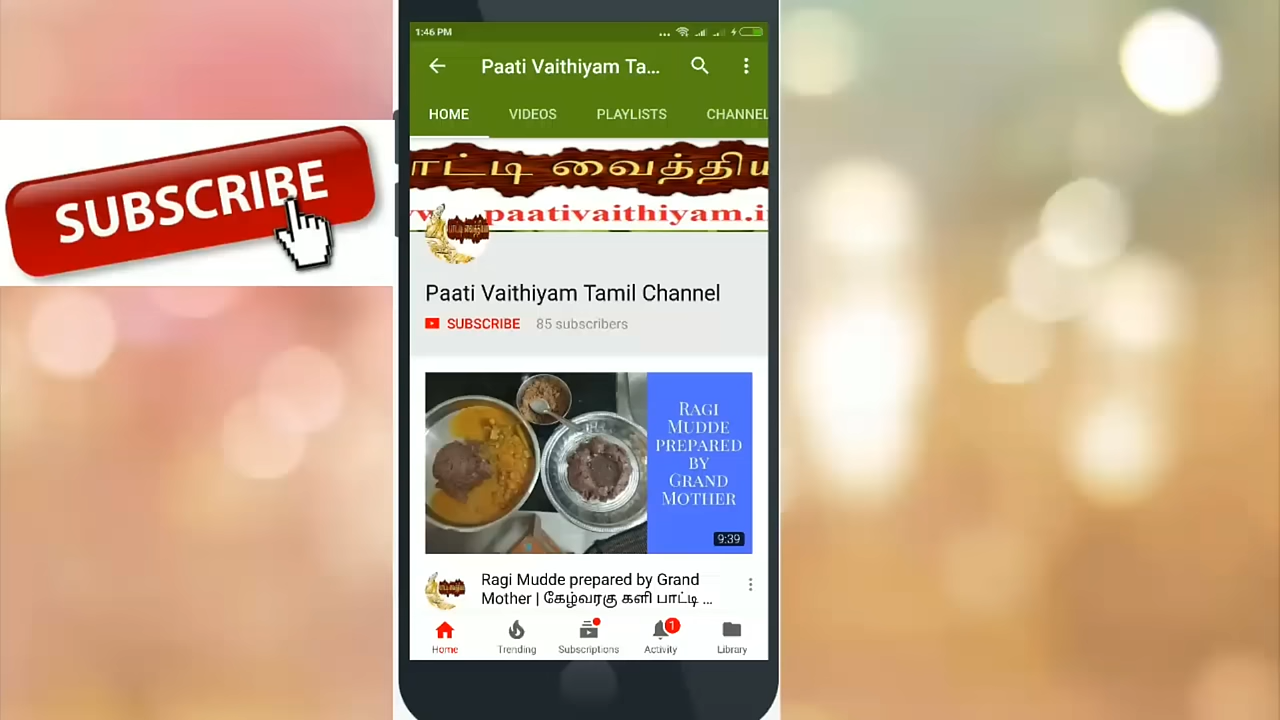 SUBSCRIBE
1:46 PM
Paati Vaithiyam Ta...
HOME VIDEOS PLAYLISTS CHANNEL
பாட்டி வைத்திய
paativaithiyam.i
Paati Vaithiyam Tamil Channel
SUBSCRIBE 85 subscribers
RAGI
MUDDE
PREPARED
BY
GRAND
MOTHER
9:39
Ragi Mudde prepared by Grand
Mother | கேழ்வரகு களி பாட்டி ...
1
Home Trending Subscriptions Activity Library